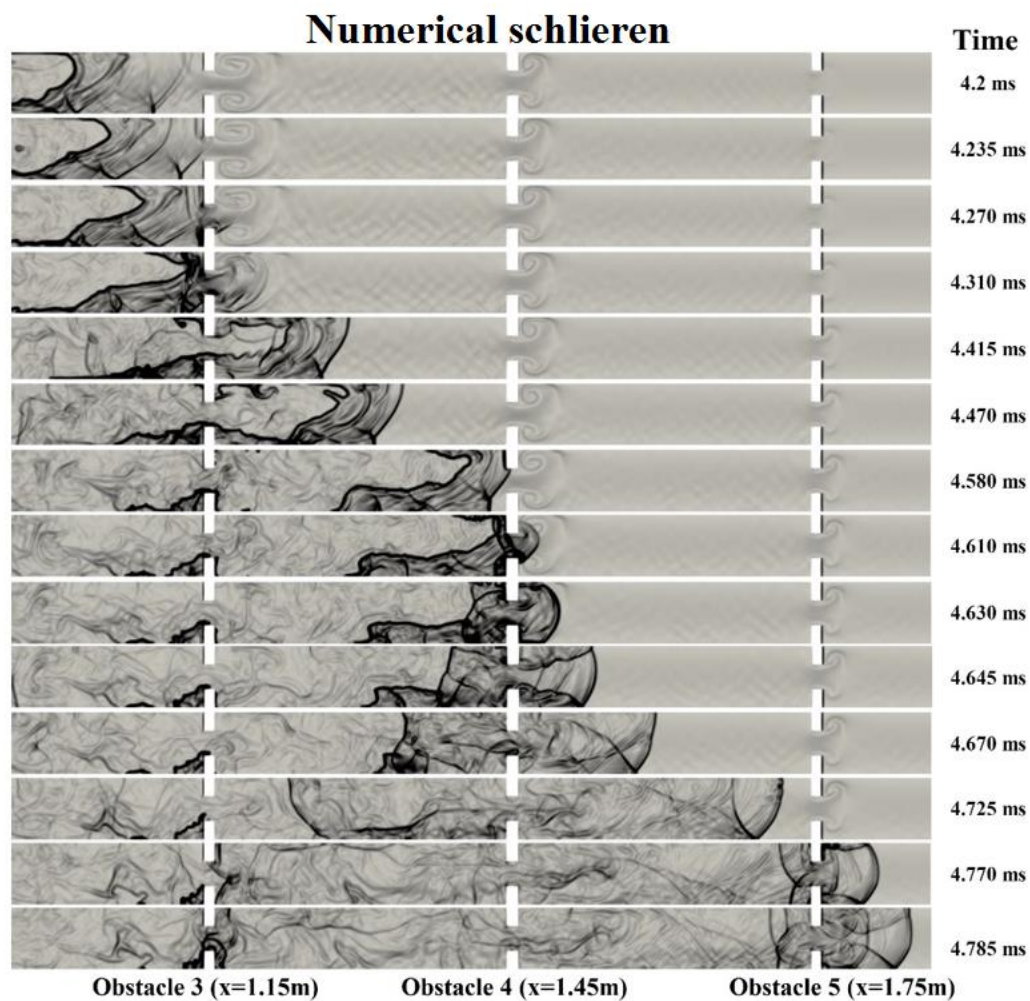 Numerical schlieren
Time
4.2 ms
4.235 ms
4.270 ms
4.310 ms
4.415 ms
4.470 ms
4.580 ms
4.610 ms
4.630 ms
4.645 ms
4.670 ms
4.725 ms
4.770 ms
4.785 ms
Obstacle 3 (x=1.15m) Obstacle 4 (x=1.45m) Obstacle 5 (x=1.75m)